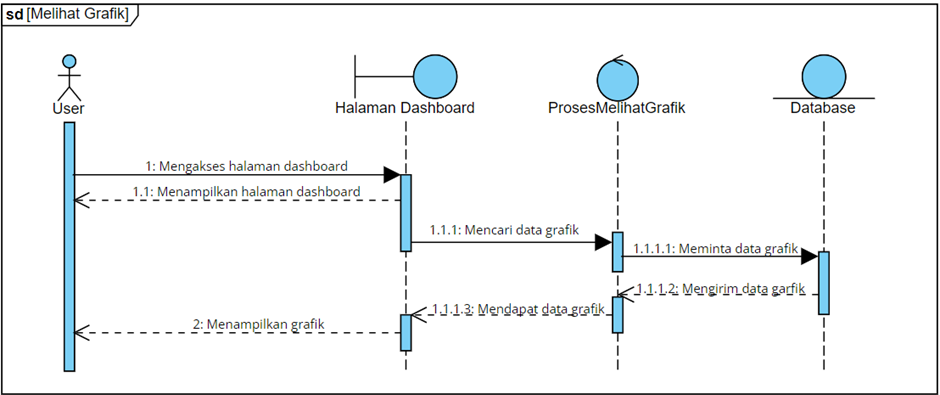 sd [Melihat Grafik]
User
Halaman Dashboard
ProsesMelihatGrafik
Database
1: Mengakses halaman dashboard
1.1: Menampilkan halaman dashboard
1.1.1: Mencari data grafik
1.1.1.1: Meminta data grafik
1.1.1.2: Mengirim data garfik
1.1.1.3: Mendapat data grafik
2: Menampilkan grafik